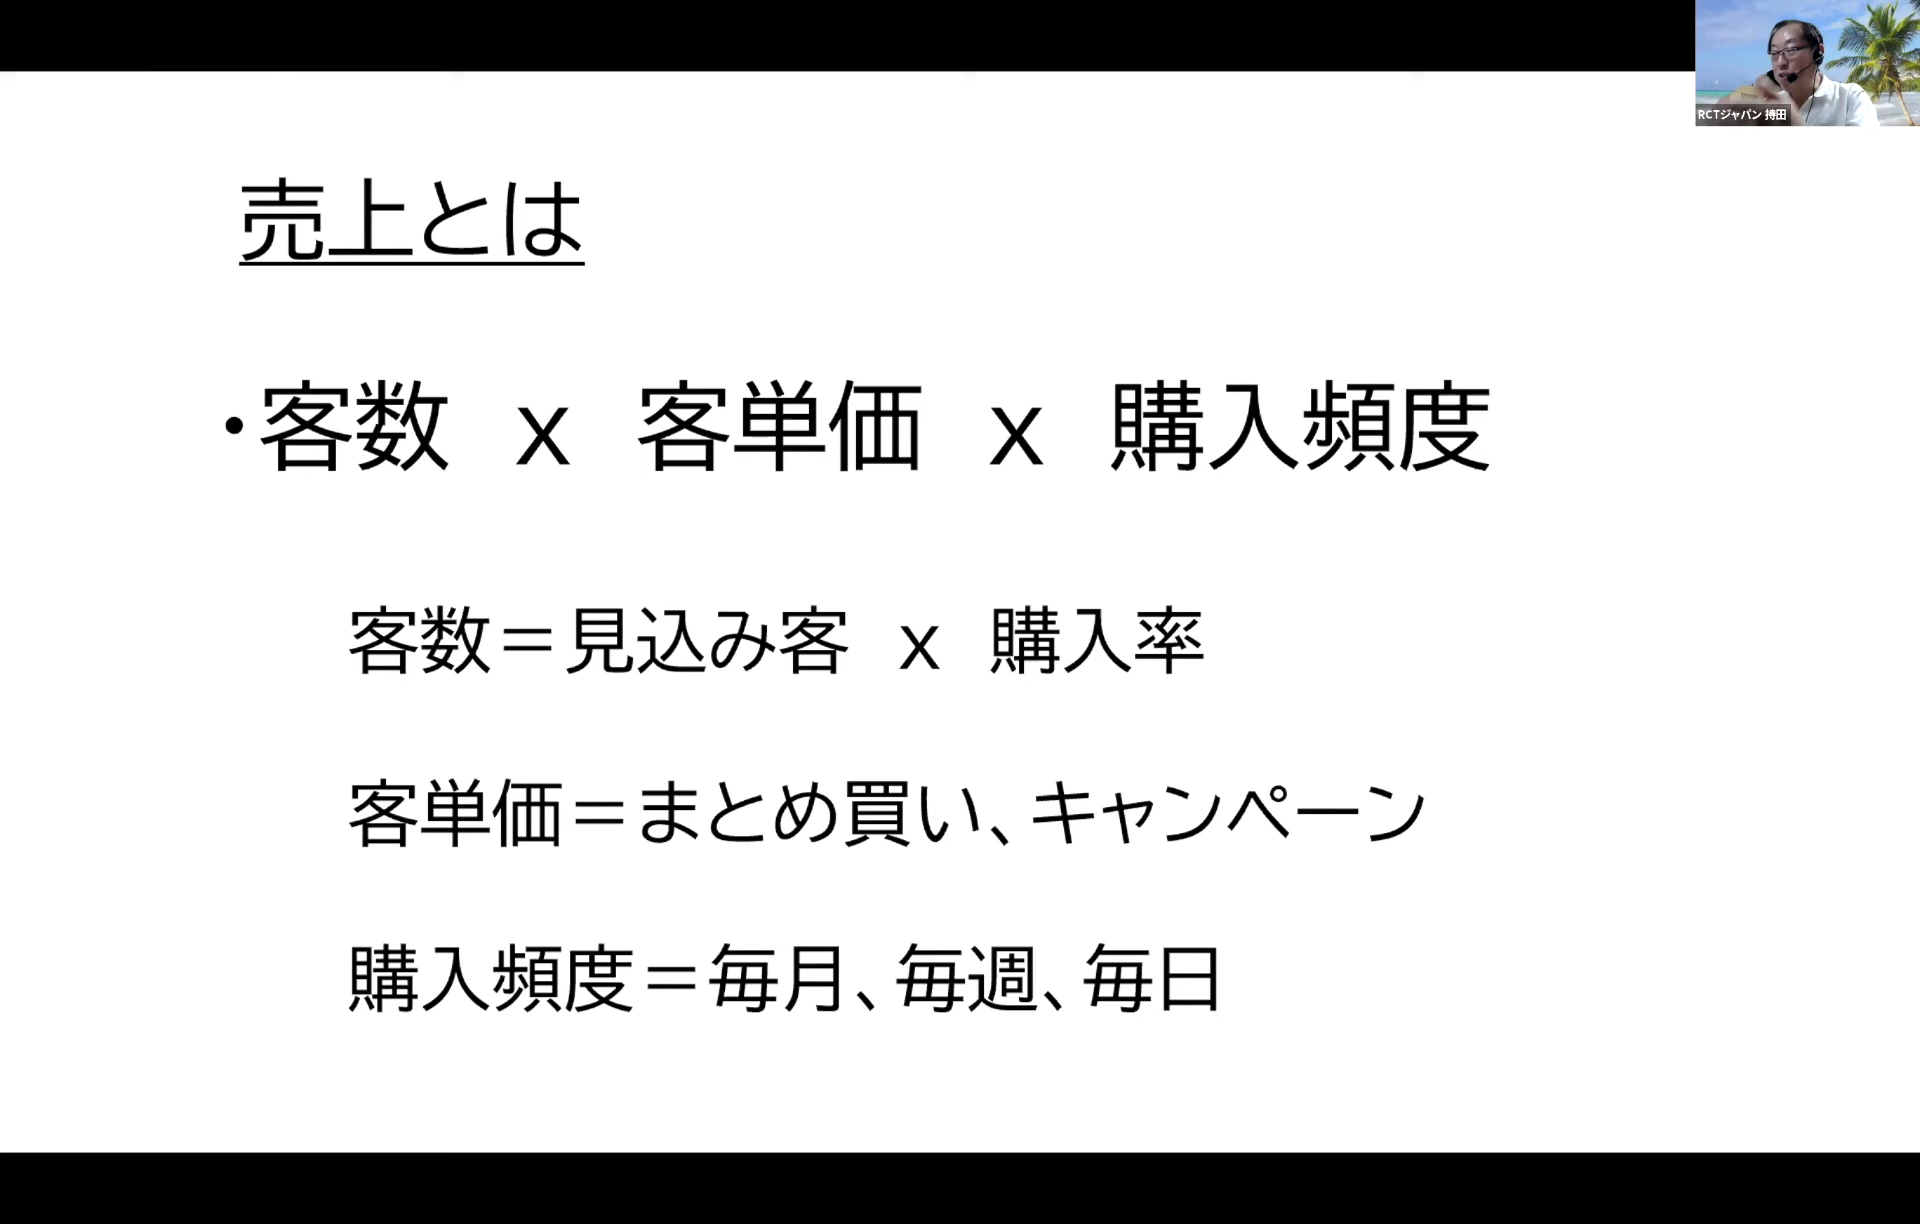 RCTジャパン 持田
売上とは
・客数 x 客単価 x 購入頻度
客数＝見込み客 x 購入率
客単価＝まとめ買い、キャンペーン
購入頻度＝毎月、毎週、毎日